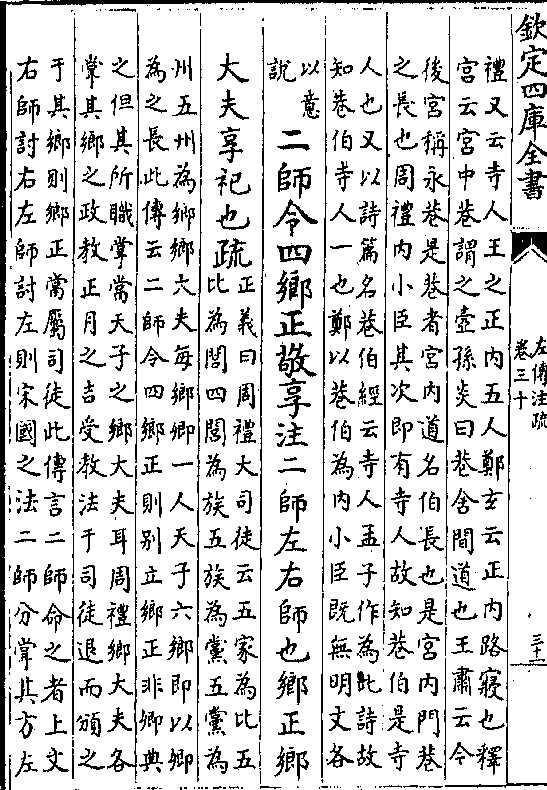 欽定四庫全書
左傳注疏
卷三十
三十一
禮又云寺人王之正內五人鄭玄云正內路寢也釋
宮云宮中巷謂之壼孫炎曰巷舍間道也王肅云今
後宮稱永巷是巷者宮內道名伯長也是宮內門巷
之長也周禮內小臣其次即有寺人故知巷伯是寺
人也又以詩篇名巷伯經云寺人孟子作為此詩故
知巷伯寺人一也鄭以巷伯為內小臣既無明文各
以意
說
二師令四鄉正敬享注二師左右師也鄉正鄉
大夫享祀也疏
正義曰周禮大司徒云五家為比五
比為閭四閭為族五族為黨五黨為
州五州為鄉鄉大夫每鄉卿一人天子六鄉即以卿
為之長此傳云二師令四鄉正則别立鄉正非卿典
之但其所職掌當天子之鄉大夫耳周禮鄉大夫各
掌其鄉之政教正月之吉受教法于司徒退而頒之
于其鄉則鄉正當屬司徒此傳言二師命之者上文
右師討右左師討左則宋國之法二師分掌其方左